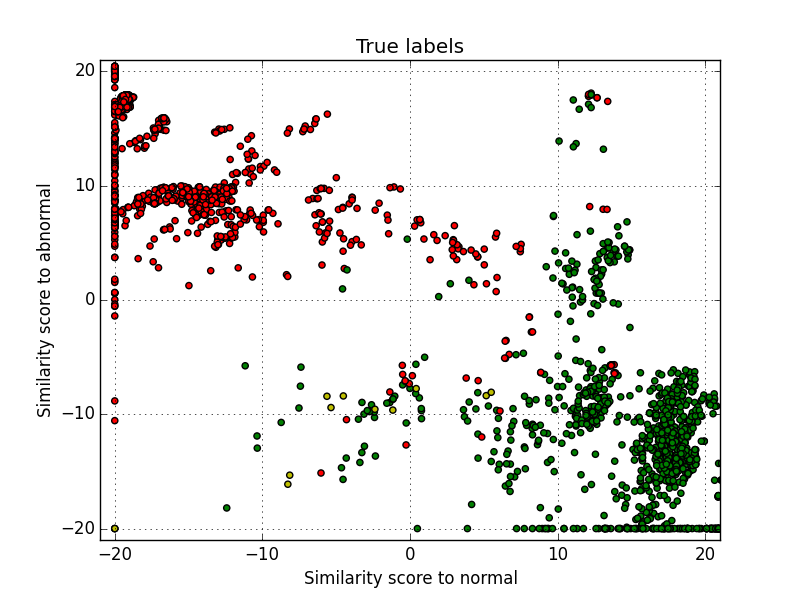 True labels
20
10
0
−10
−20
Similarity score to abnormal
−20 −10 0 10 20
Similarity score to normal